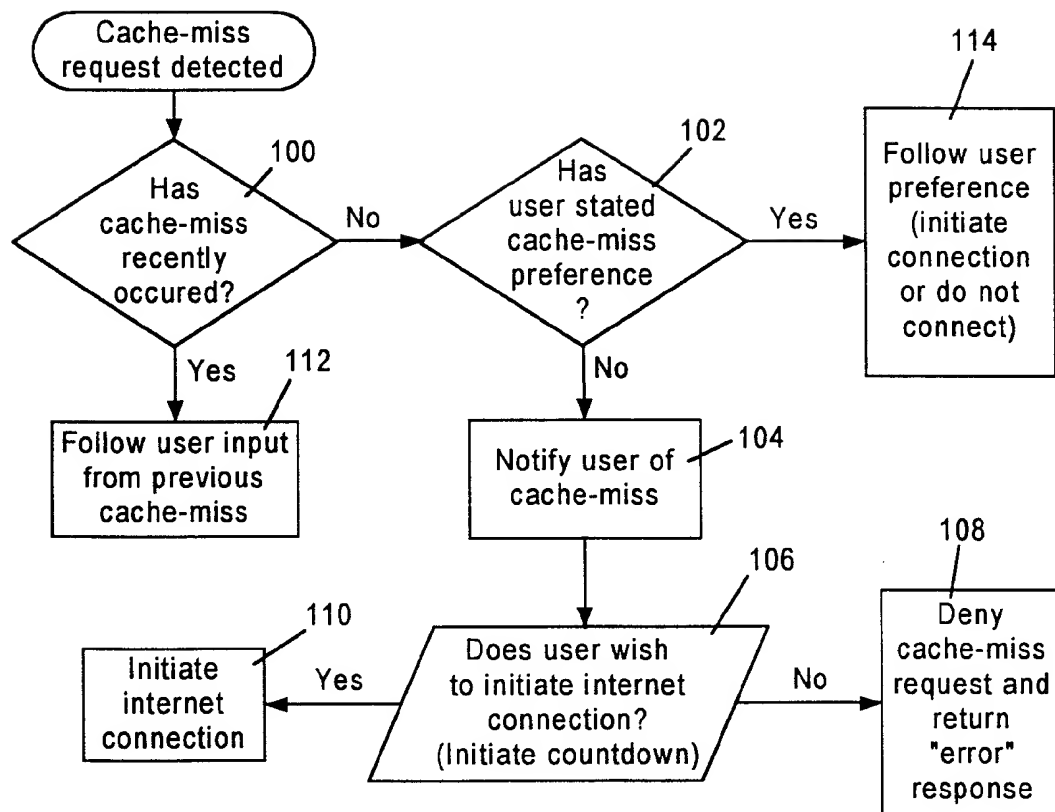 Cache-miss
request detected
100
Has
cache-miss
recently
occured?
No
102
Has
user stated
cache-miss
preference
?
Yes
114
Follow user
preference
(initiate
connection
or do not
connect)
Yes
112
Follow user input
from previous
cache-miss
No
104
Notify user of
cache-miss
106
Does user wish
to initiate internet
connection?
(Initiate countdown)
Yes
110
Initiate
internet
connection
No
108
Deny
cache-miss
request and
return
"error"
response